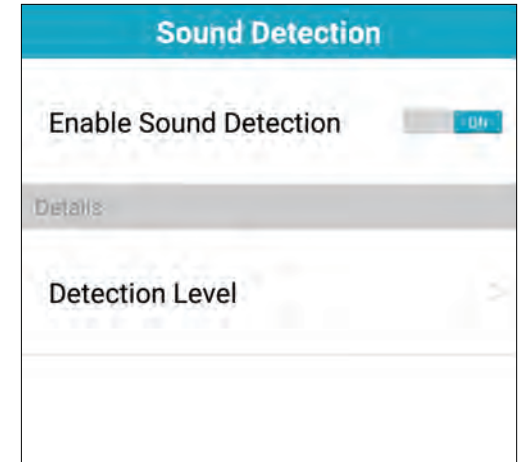 Sound Detection
Enable Sound Detection
ON
Details
Detection Level
>